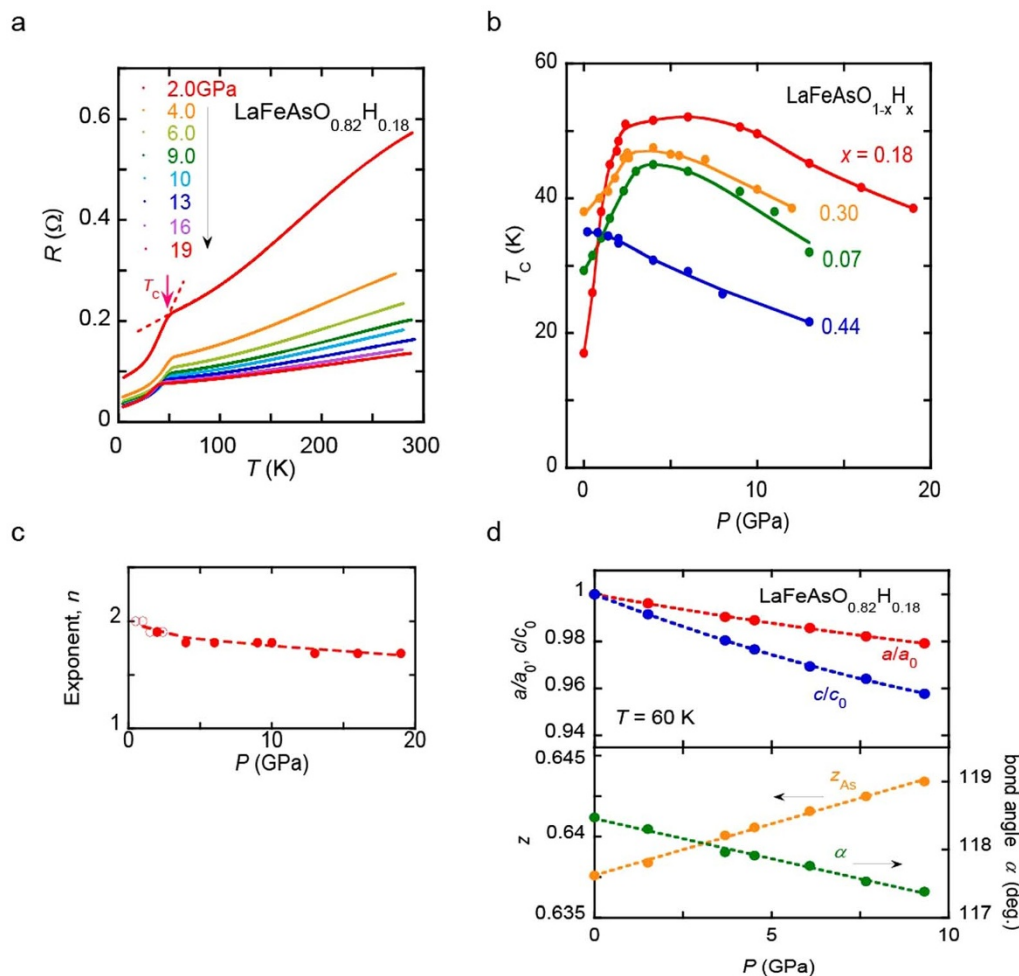 a
2.0GPa
4.0
6.0
9.0
10
13
16
19
LaFeAsO0.82H0.18
Tc
R (Ω)
0.6
0.4
0.2
0
0 100 200 300
T (K)
b
LaFeAsO1-xHx
x = 0.18
0.30
0.07
0.44
TC (K)
60
40
20
0
0 10 20
P (GPa)
c
Exponent, n
2
1
0 10 20
P (GPa)
d
LaFeAsO0.82H0.18
a/a0, c/c0
1
0.98
0.96
0.94
a/a0
c/c0
T = 60 K
0.645
0.64
0.635
z
zAs
α
119
118
117
bond angle α (deg.)
0 5 10
P (GPa)